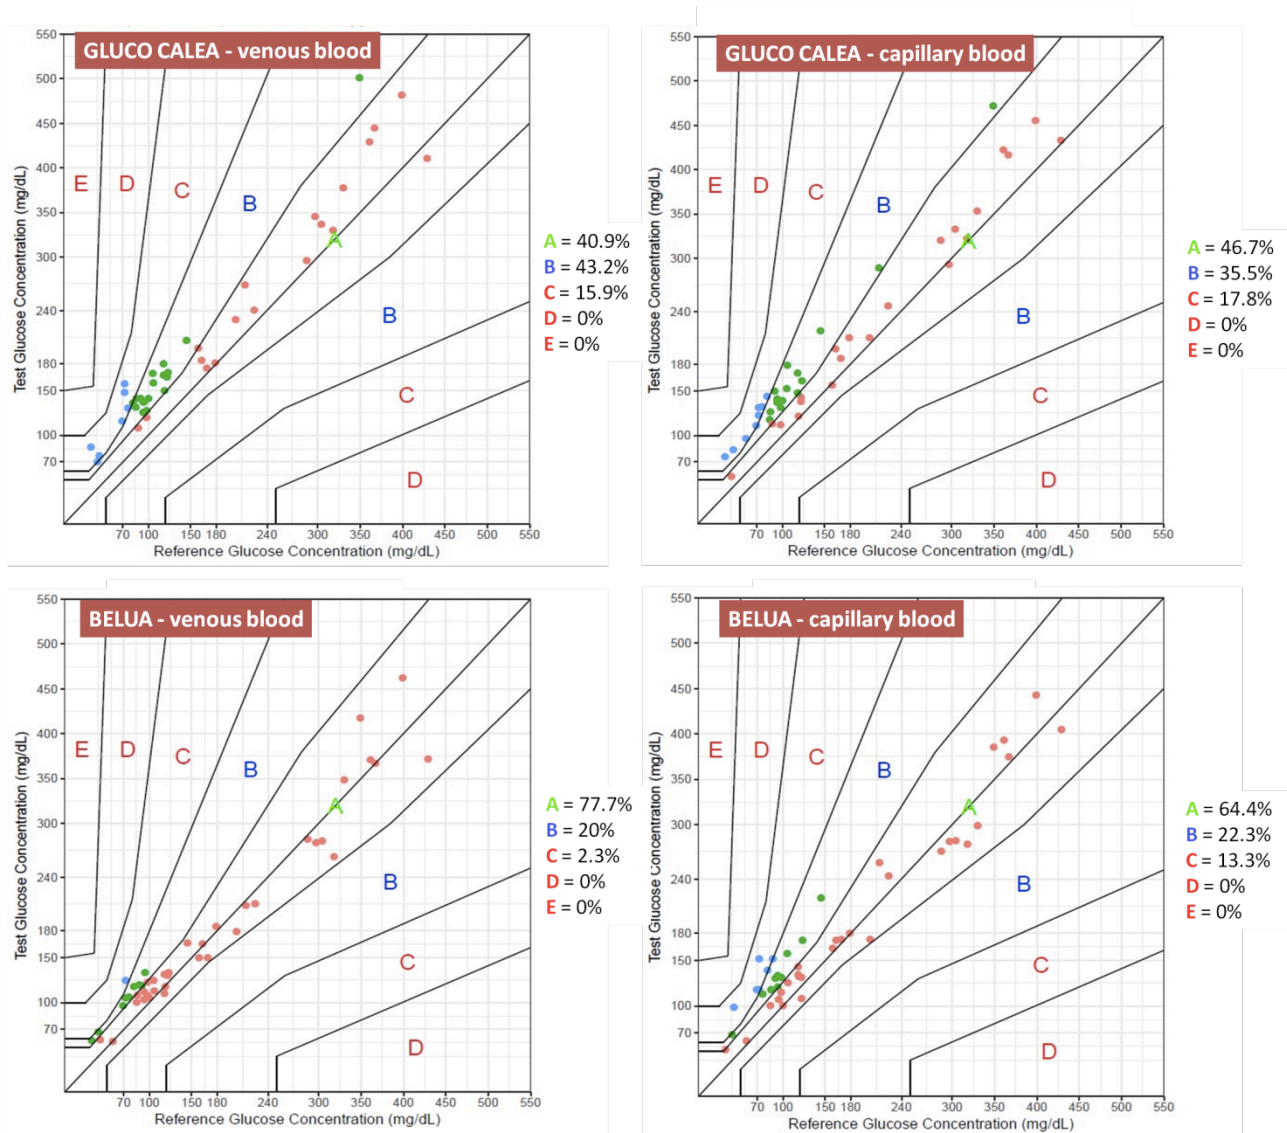 GLUCO CALEA - venous blood
550
500
450
400
350
300
240
180
150
100
70
Test Glucose Concentration (mg/dL)
E
D
C
B
A
B
C
D
70 100 150 180 240 300 350 400 450 500 550
Reference Glucose Concentration (mg/dL)
A = 40.9%
B = 43.2%
C = 15.9%
D = 0%
E = 0%
GLUCO CALEA - capillary blood
550
500
450
400
350
300
240
180
150
100
70
Test Glucose Concentration (mg/dL)
E
D
C
B
A
B
C
D
70 100 150 180 240 300 350 400 450 500 550
Reference Glucose Concentration (mg/dL)
A = 46.7%
B = 35.5%
C = 17.8%
D = 0%
E = 0%
BELUA - venous blood
550
500
450
400
350
300
240
180
150
100
70
Test Glucose Concentration (mg/dL)
E
D
C
B
A
B
C
D
70 100 150 180 240 300 350 400 450 500 550
Reference Glucose Concentration (mg/dL)
A = 77.7%
B = 20%
C = 2.3%
D = 0%
E = 0%
BELUA - capillary blood
550
500
450
400
350
300
240
180
150
100
70
Test Glucose Concentration (mg/dL)
E
D
C
B
A
B
C
D
70 100 150 180 240 300 350 400 450 500 550
Reference Glucose Concentration (mg/dL)
A = 64.4%
B = 22.3%
C = 13.3%
D = 0%
E = 0%